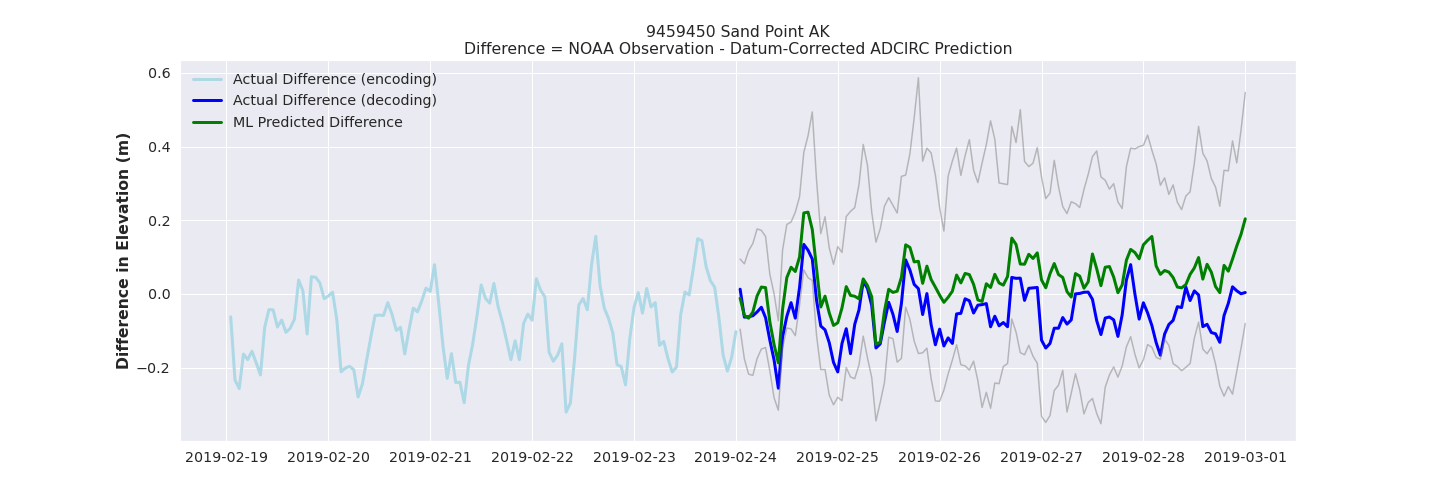 9459450 Sand Point AK
Difference = NOAA Observation - Datum-Corrected ADCIRC Prediction
Difference in Elevation (m)
0.6
0.4
0.2
0.0
−0.2
Actual Difference (encoding)
Actual Difference (decoding)
ML Predicted Difference
2019-02-19 2019-02-20 2019-02-21 2019-02-22 2019-02-23 2019-02-24 2019-02-25 2019-02-26 2019-02-27 2019-02-28 2019-03-01